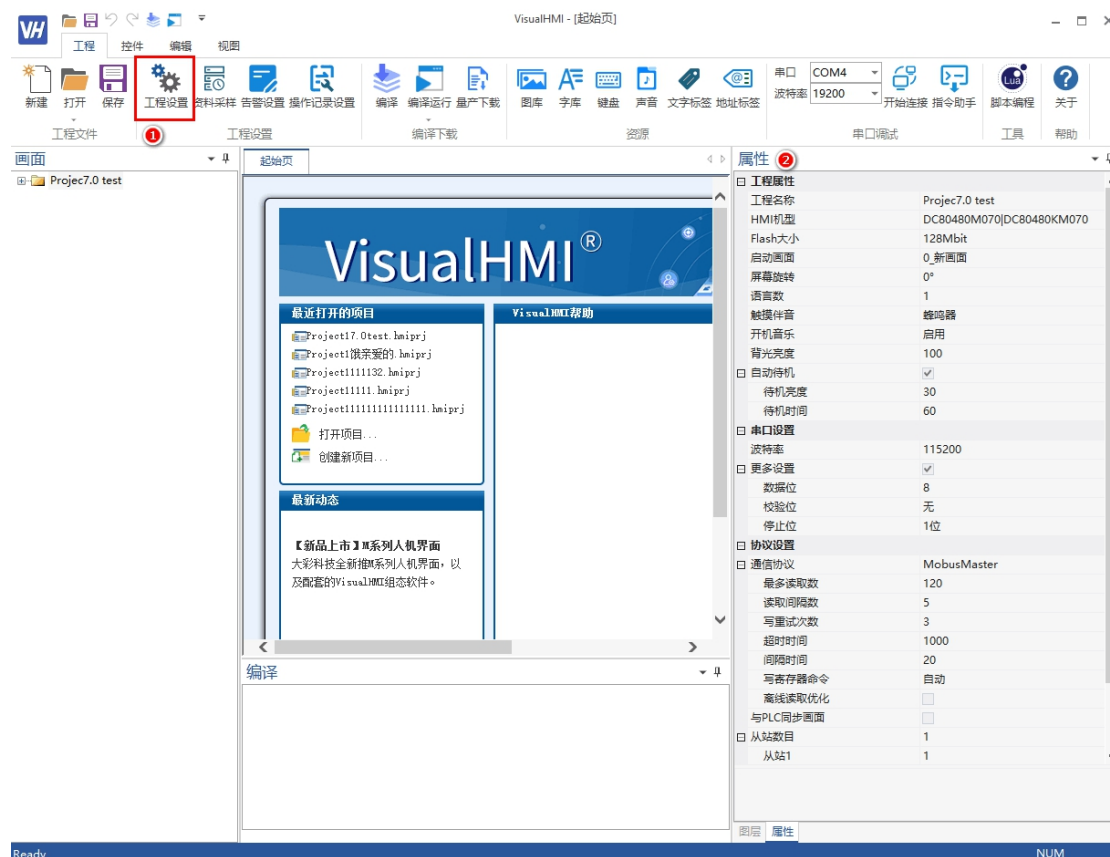 VH
VisualHMI - [起始页]
工程 控件 编辑 视图
新建 打开 保存 工程设置 资料采样 告警设置 操作记录设置 编译 编译运行 量产下载 图库 字库 键盘 声音 文字标签 地址标签 串口 COM4 波特率 19200 开始连接 指令助手 Lua 脚本编程 关于
工程文件 1 工程设置 编译下载 资源 串口调试 工具 帮助
画面
Projec7.0 test
起始页
VisualHMI®
最近打开的项目
Project17.0test.hmiprj
Project1饿亲爱的.hmiprj
Project1111132.hmiprj
Project11111.hmiprj
Project111111111111111.hmiprj
打开项目...
创建新项目...
VisualHMI帮助
最新动态
【新品上市】M系列人机界面
大彩科技全新推M系列人机界面，以
及配套的VisualHMI组态软件。
编译
属性 2
工程属性
工程名称 Projec7.0 test
HMI机型 DC80480M070|DC80480KM070
Flash大小 128Mbit
启动画面 0_新画面
屏幕旋转 0°
语言数 1
触摸伴音 蜂鸣器
开机音乐 启用
背光亮度 100
自动待机
待机亮度 30
待机时间 60
串口设置
波特率 115200
更多设置
数据位 8
校验位 无
停止位 1位
协议设置
通信协议 MobusMaster
最多读取数 120
读取间隔数 5
写重试次数 3
超时时间 1000
间隔时间 20
写寄存器命令 自动
离线读取优化
与PLC同步画面
从站数目 1
从站1 1
图层 属性
Ready NUM